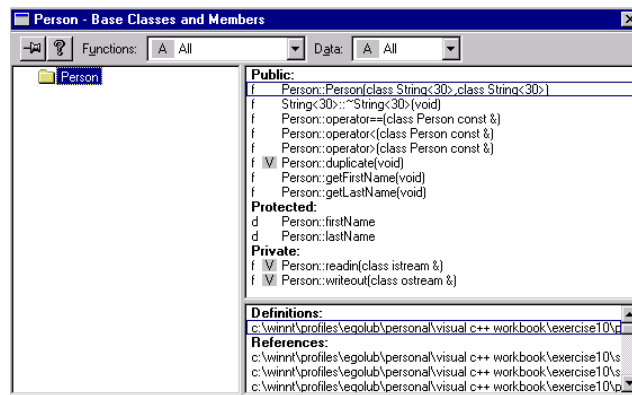 Person - Base Classes and Members
Functions: A All Data: A All
Person
Public:
f Person::Person(class String<30>,class String<30>)
f String<30>::~String<30>(void)
f Person::operator==(class Person const &)
f Person::operator<(class Person const &)
f Person::operator>(class Person const &)
f V Person::duplicate(void)
f Person::getFirstName(void)
f Person::getLastName(void)
Protected:
d Person::firstName
d Person::lastName
Private:
f V Person::readin(class istream &)
f V Person::writeout(class ostream &)
Definitions:
c:\winnt\profiles\egolub\personal\visual c++ workbook\exercise10\p
References:
c:\winnt\profiles\egolub\personal\visual c++ workbook\exercise10\s
c:\winnt\profiles\egolub\personal\visual c++ workbook\exercise10\s
c:\winnt\profiles\egolub\personal\visual c++ workbook\exercise10\p